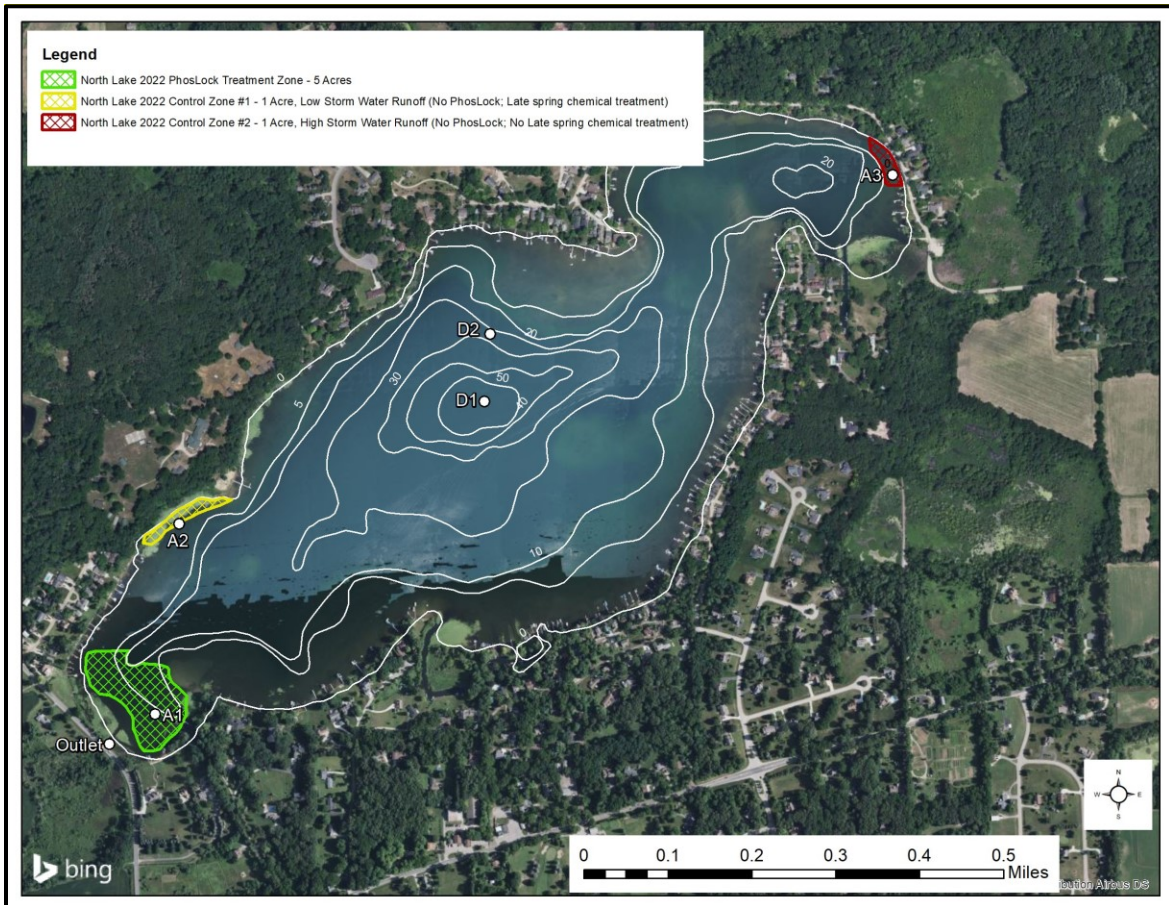 Legend
North Lake 2022 PhosLock Treatment Zone - 5 Acres
North Lake 2022 Control Zone #1 - 1 Acre, Low Storm Water Runoff (No PhosLock; Late spring chemical treatment)
North Lake 2022 Control Zone #2 - 1 Acre, High Storm Water Runoff (No PhosLock; No Late spring chemical treatment)
20
0
A3
D2
20
30
50
0
D1
40
5
A2
10
0
A1
Outlet
N
W E
S
bing
0 0.1 0.2 0.3 0.4 0.5
Miles
Airbus DS